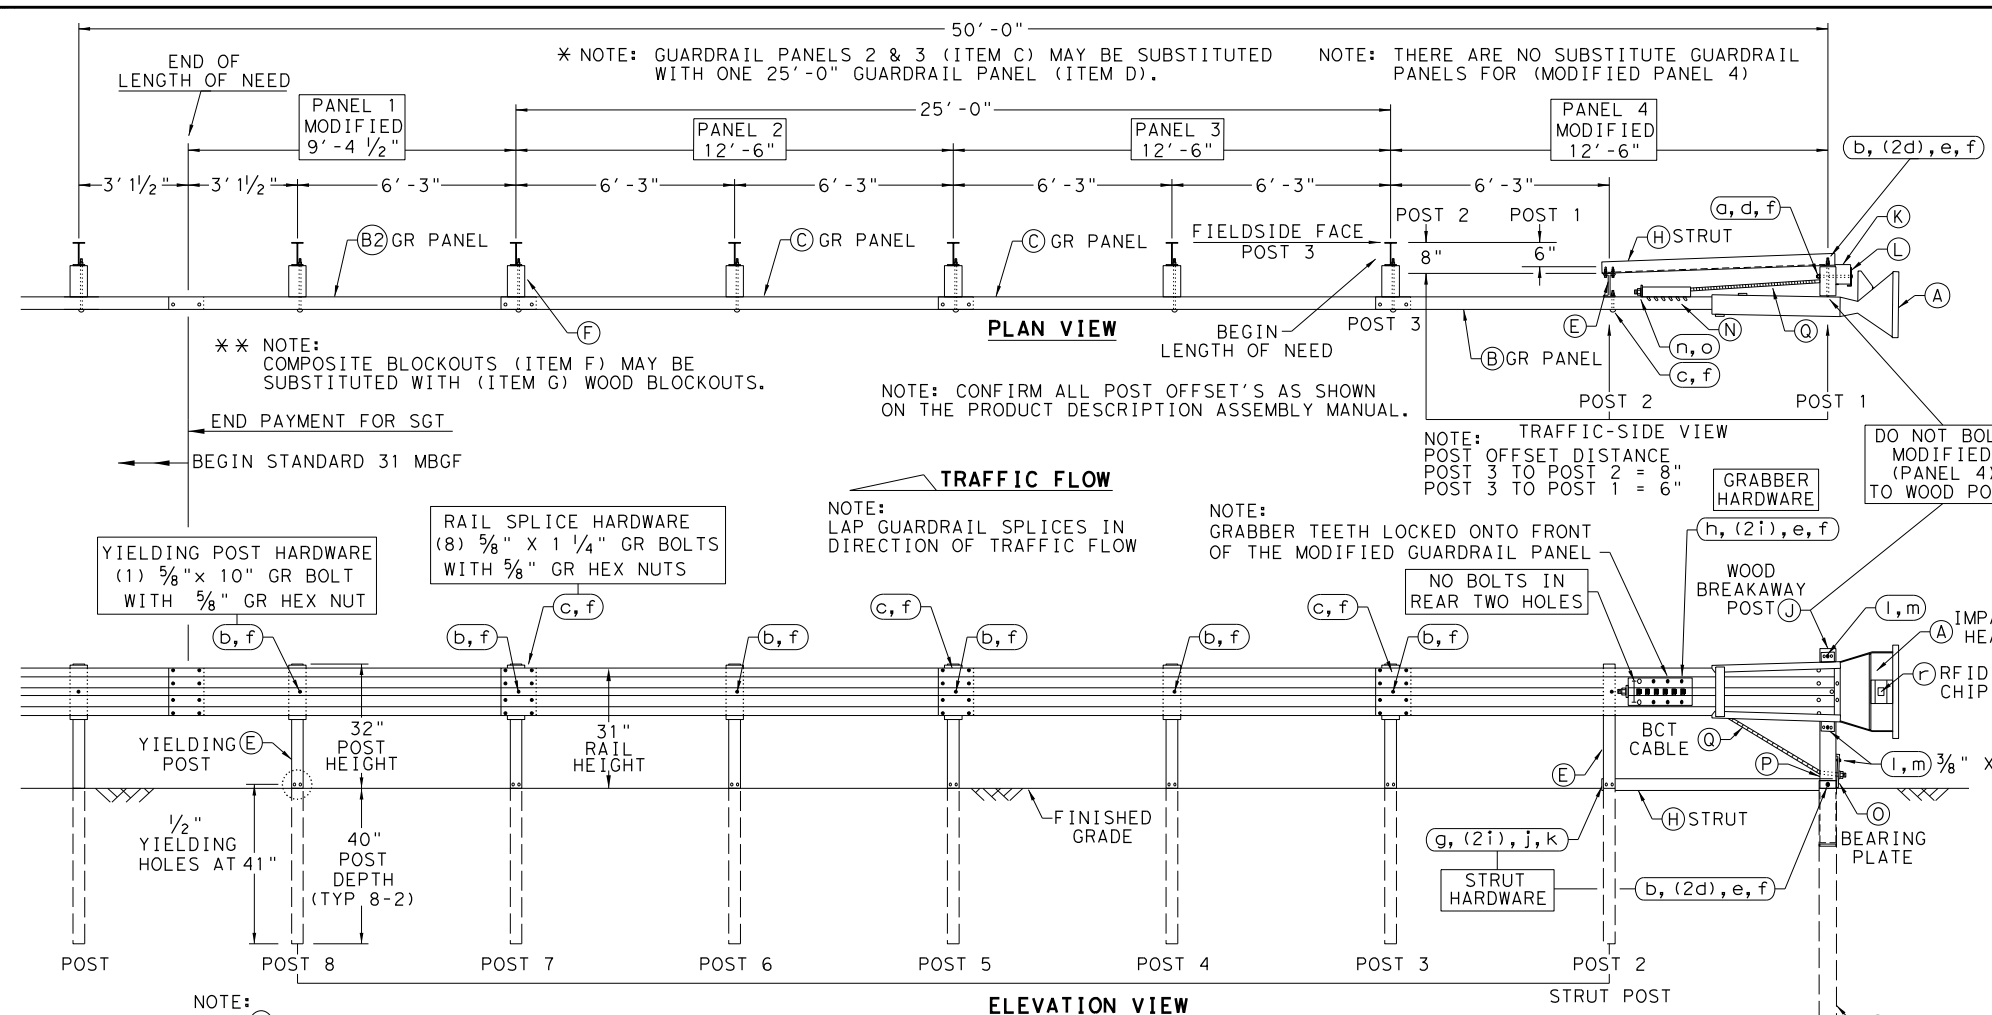 50'-0"
* NOTE: GUARDRAIL PANELS 2 & 3 (ITEM C) MAY BE SUBSTITUTED
WITH ONE 25'-0" GUARDRAIL PANEL (ITEM D).
NOTE: THERE ARE NO SUBSTITUTE GUARDRAIL
PANELS FOR (MODIFIED PANEL 4)
END OF
LENGTH OF NEED
PANEL 1
MODIFIED
9'-4 1/2"
25'-0"
PANEL 2
12'-6"
PANEL 3
12'-6"
PANEL 4
MODIFIED
12'-6"
b, (2d), e, f
3' 1/2"
3' 1/2"
6'-3"
6'-3"
6'-3"
6'-3"
6'-3"
6'-3"
POST 2
POST 1
a, d, f
K
B2 GR PANEL
C GR PANEL
C GR PANEL
FIELDSIDE FACE
POST 3
8"
6"
H STRUT
L
A
F
PLAN VIEW
BEGIN
LENGTH OF NEED
POST 3
E
N
Q
n, o
B GR PANEL
c, f
** NOTE:
COMPOSITE BLOCKOUTS (ITEM F) MAY BE
SUBSTITUTED WITH (ITEM G) WOOD BLOCKOUTS.
NOTE: CONFIRM ALL POST OFFSET'S AS SHOWN
ON THE PRODUCT DESCRIPTION ASSEMBLY MANUAL.
POST 2
POST 1
END PAYMENT FOR SGT
BEGIN STANDARD 31 MBGF
TRAFFIC-SIDE VIEW
NOTE:
POST OFFSET DISTANCE
POST 3 TO POST 2 = 8"
POST 3 TO POST 1 = 6"
DO NOT BOL
MODIFIED
(PANEL 4)
TO WOOD PO
TRAFFIC FLOW
NOTE:
LAP GUARDRAIL SPLICES IN
DIRECTION OF TRAFFIC FLOW
NOTE:
GRABBER TEETH LOCKED ONTO FRONT
OF THE MODIFIED GUARDRAIL PANEL
GRABBER
HARDWARE
h, (2i), e, f
YIELDING POST HARDWARE
(1) 5/8"x 10" GR BOLT
WITH 5/8" GR HEX NUT
RAIL SPLICE HARDWARE
(8) 5/8" X 1 1/4" GR BOLTS
WITH 5/8" GR HEX NUTS
NO BOLTS IN
REAR TWO HOLES
WOOD
BREAKAWAY
POST J
l, m
b, f
c, f
b, f
b, f
c, f
b, f
b, f
c, f
b, f
A IMPA
HEA
r RFID
CHIP
YIELDING E
POST
32"
POST
HEIGHT
31"
RAIL
HEIGHT
BCT
CABLE Q
P
l, m 3/8" X
E
1/2"
YIELDING
HOLES AT 41"
40"
POST
DEPTH
(TYP 8-2)
FINISHED
GRADE
g, (2i), j, k
H STRUT
O
BEARING
PLATE
STRUT
HARDWARE
b, (2d), e, f
POST
POST 8
POST 7
POST 6
POST 5
POST 4
POST 3
POST 2
STRUT POST
NOTE:
ELEVATION VIEW